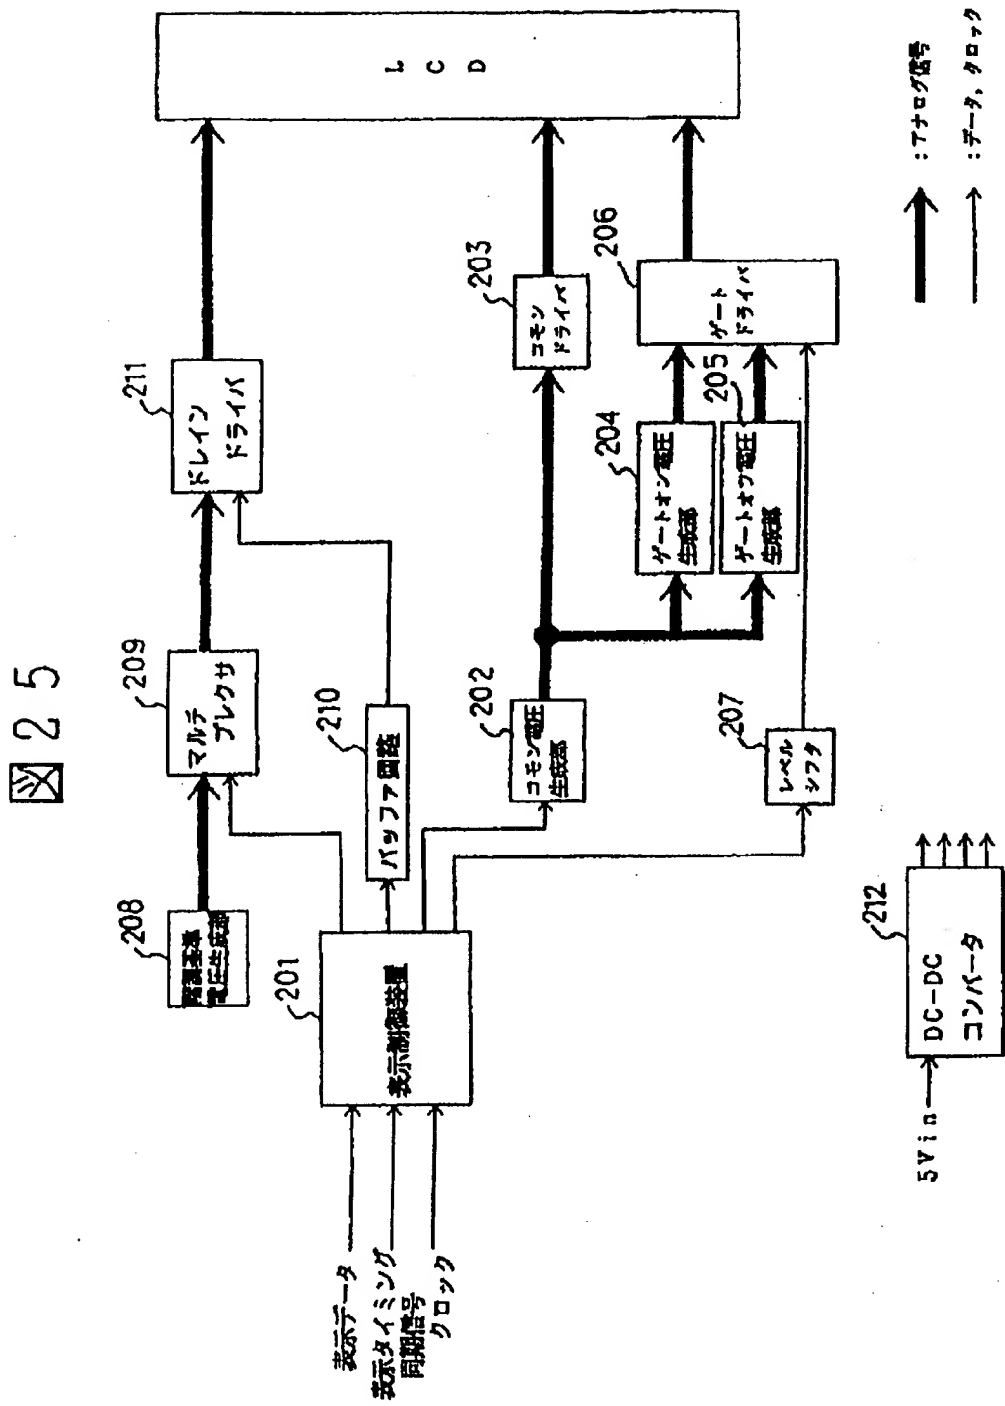 図25
208
階調基準
電圧生成部
209
マルチ
プレクサ
211
ドレイン
ドライバ
LCD
表示データ
表示タイミング
同期信号
クロック
201
表示制御装置
210
バッファ回路
202
コモン電圧
生成部
203
コモン
ドライバ
204
ゲートオン電圧
生成部
205
ゲートオフ電圧
生成部
206
ゲート
ドライバ
207
レベル
シフタ
5Vin
212
DC-DC
コンバータ
:アナログ信号
:データ,クロック